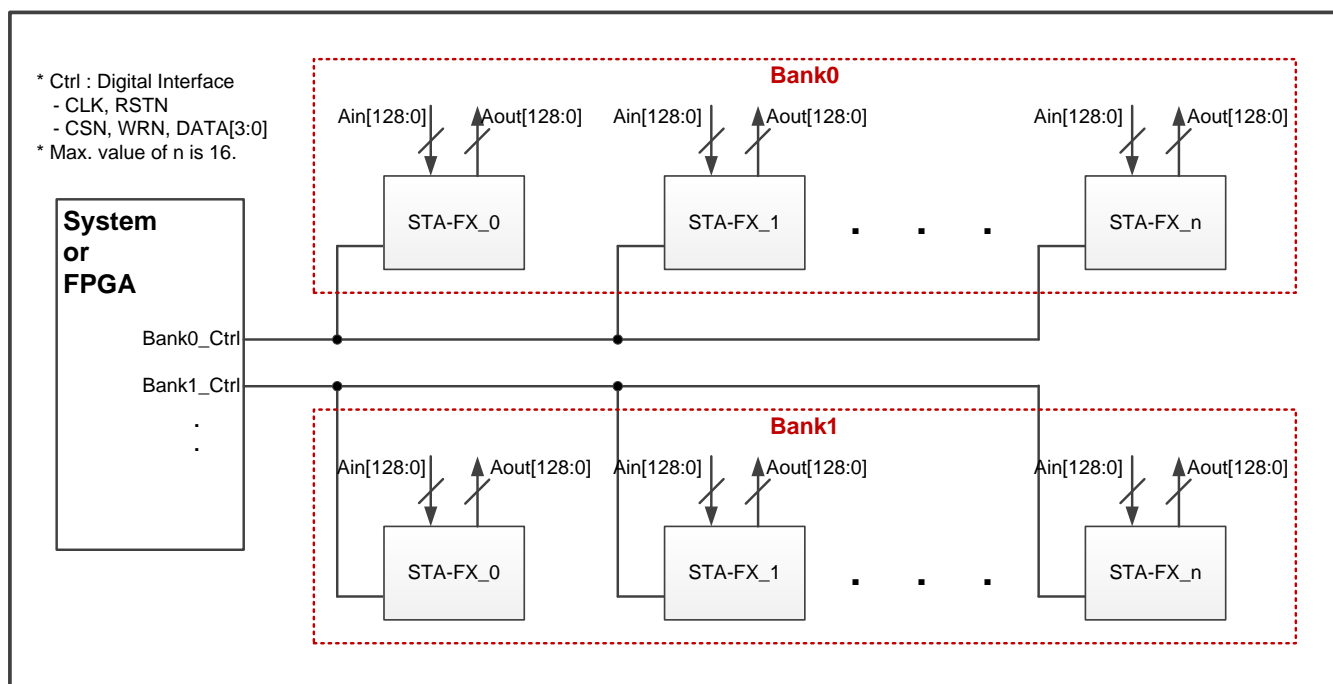 * Ctrl : Digital Interface
- CLK, RSTN
- CSN, WRN, DATA[3:0]
* Max. value of n is 16.
Bank0
Ain[128:0] Aout[128:0] Ain[128:0] Aout[128:0] Ain[128:0] Aout[128:0]
STA-FX_0 STA-FX_1 . . . STA-FX_n
System
or
FPGA
Bank0_Ctrl
Bank1_Ctrl
.
.
Bank1
Ain[128:0] Aout[128:0] Ain[128:0] Aout[128:0] Ain[128:0] Aout[128:0]
STA-FX_0 STA-FX_1 . . . STA-FX_n